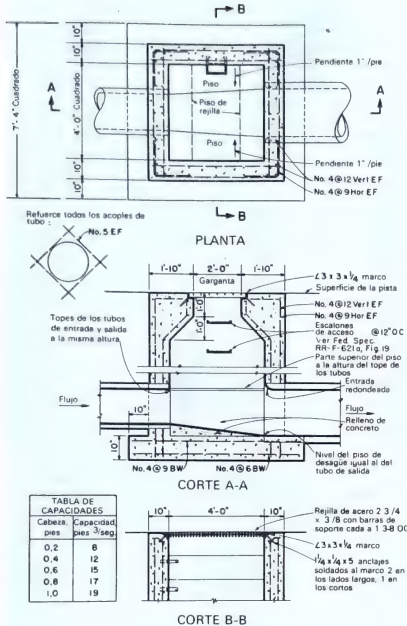 B
10"
10"
4'-0" Cuadrado
7'-4" Cuadrado
10"
10"
A
A
Pendiente 1" /pie
Piso
Piso de
rejilla
Piso
Pendiente 1" /pie
No. 4 @ 12 Vert EF
No. 4 @ 9 Hor EF
B
Refuerce todos los acoples de
tubo :
No. 5 EF
PLANTA
1'-10" 2'-0" 1'-10"
Garganta
∠3 x 3 x 1/4 marco
Superficie de la pista
1'-0"
1'-0"
No. 4 @ 12 Vert EF
No. 4 @ 9 Hor EF
Topes de los tubos
de entrada y salida
a la misma altura
Escalones
de acceso @ 12" OC
Ver Fed. Spec.
RR-F-621a, Fig. 19
Parte superior del piso
a la altura del tope de
los tubos
Entrada
redondeada
Flujo
10"
Flujo
Relleno de
concreto
10"
No. 4 @ 9 BW
No. 4 @ 6 BW
Nivel del piso de
desagüe igual al del
tubo de salida
CORTE A-A
TABLA DE
CAPACIDADES
Cabeza, Capacidad,
pies pies 3/seg.
0,2 8
0,4 12
0,6 15
0,8 17
1,0 19
10" 4'-0" 10"
Rejilla de acero 2 3/4
x 3/8 con barras de
soporte cada a 1 3-8 OC
∠3 x 3 x 1/4 marco
1/4 x 1/4 x 5 anclajes
soldados al marco 2 en
los lados largos, 1 en
los cortos
CORTE B-B